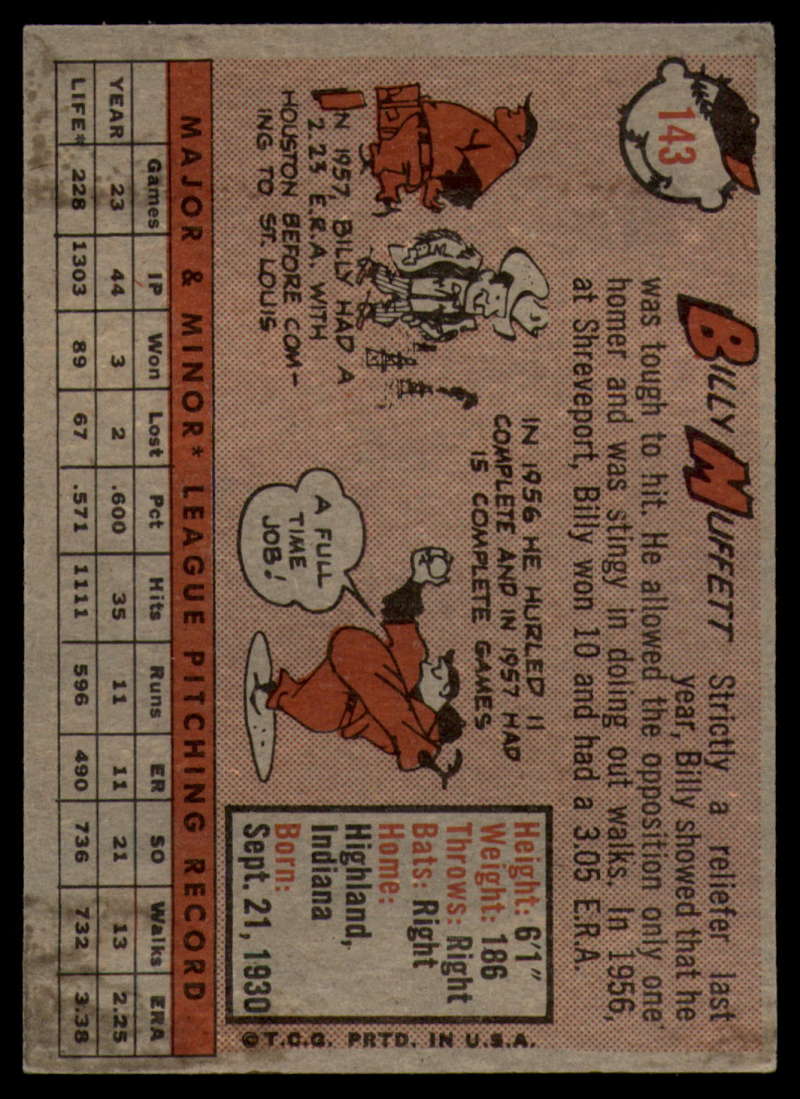 143
BILLY MUFFETT Strictly a reliefer last
year, Billy showed that he
was tough to hit. He allowed the opposition only one
homer and was stingy in doling out walks. In 1956,
at Shreveport, Billy won 10 and had a 3.05 E.R.A.
IN 1957, BILLY HAD A
2.23 E.R.A. WITH
HOUSTON BEFORE COM-
ING TO ST. LOUIS
IN 1956 HE HURLED 11
COMPLETE AND IN 1957 HAD
15 COMPLETE GAMES
A FULL
TIME
JOB!
Height: 6'1"
Weight: 186
Throws: Right
Bats: Right
Home:
Highland,
Indiana
Born:
Sept. 21, 1930
©T.C.G. PRTD. IN U.S.A.
MAJOR & MINOR* LEAGUE PITCHING RECORD
Games IP Won Lost Pct Hits Runs ER SO Walks ERA
YEAR 23 44 3 2 .600 35 11 11 21 13 2.25
LIFE* 228 1303 89 67 .571 1111 596 490 736 732 3.38